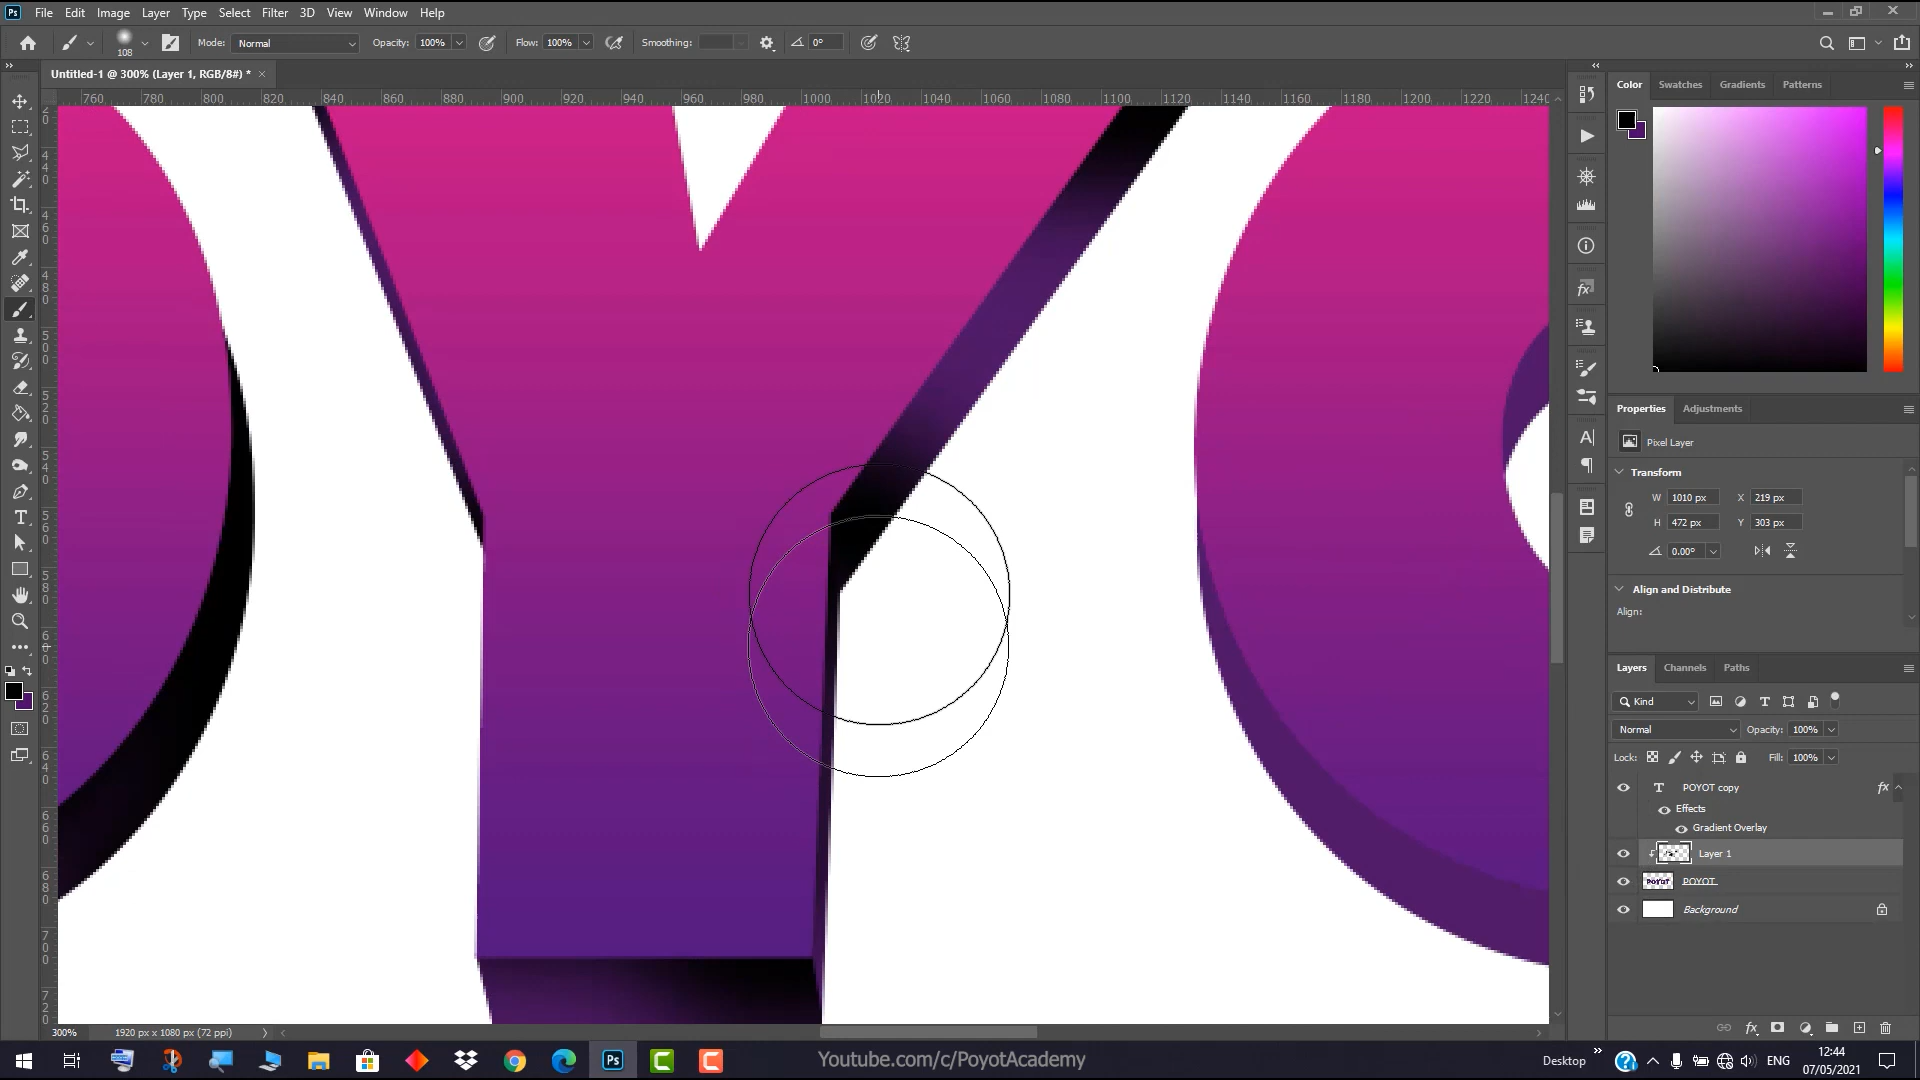 Ps File Edit Image Layer Type Select Filter 3D View Window Help
108 Mode: Normal Opacity: 100% Flow: 100% Smoothing: 0°
Untitled-1 @ 300% (Layer 1, RGB/8#) * ×
760 780 800 820 840 860 880 900 920 940 960 980 1000 1020 1040 1060 1080 1100 1120 1140 1160 1180 1200 1220 1240
Color Swatches Gradients Patterns
Properties Adjustments
Pixel Layer
Transform
W 1010 px X 219 px
H 472 px Y 303 px
0.00°
Align and Distribute
Align:
Layers Channels Paths
Kind
Normal Opacity: 100%
Lock: Fill: 100%
POYOT copy fx
Effects
Gradient Overlay
Layer 1
POYOT
Background
300% 1920 px x 1080 px (72 ppi)
Youtube.com/c/PoyotAcademy
Desktop ENG 12:44
07/05/2021